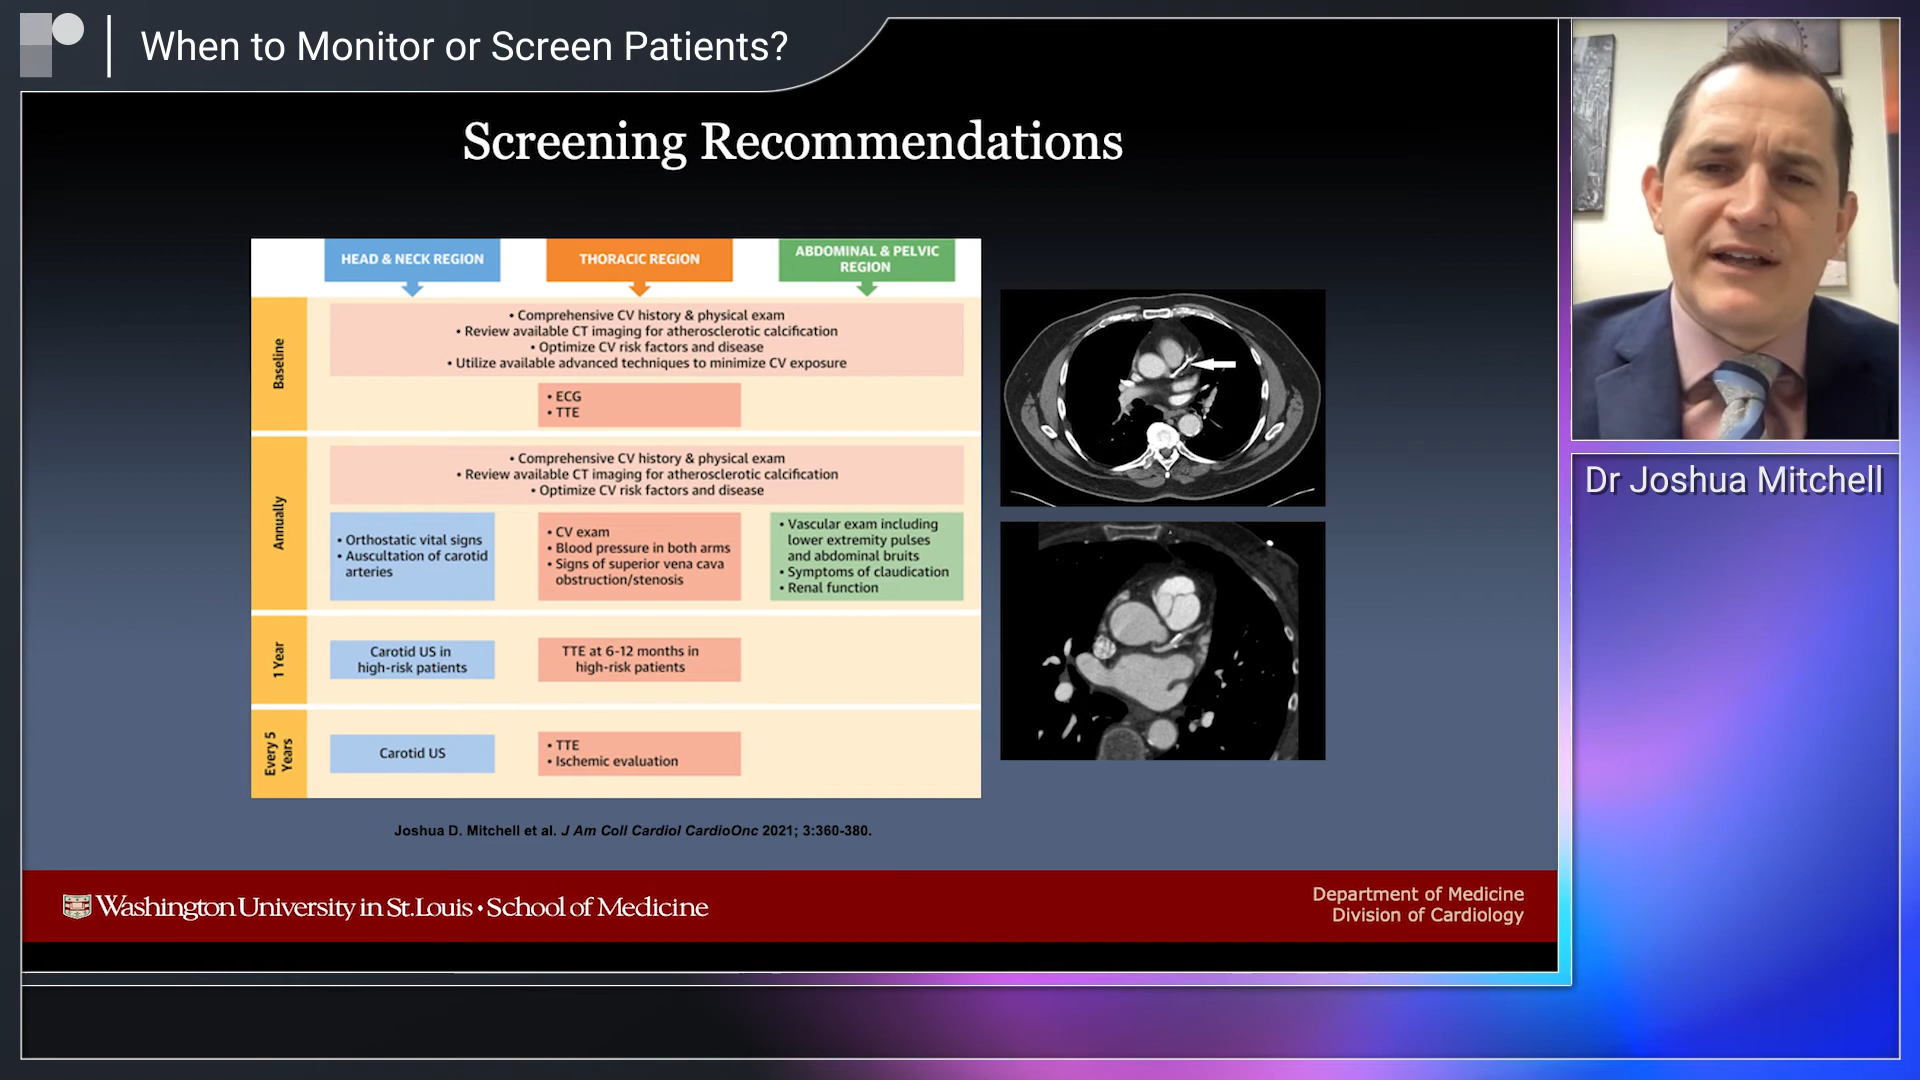 When to Monitor or Screen Patients?
Screening Recommendations
HEAD & NECK REGION
THORACIC REGION
ABDOMINAL & PELVIC
REGION
Baseline
• Comprehensive CV history & physical exam
• Review available CT imaging for atherosclerotic calcification
• Optimize CV risk factors and disease
• Utilize available advanced techniques to minimize CV exposure
• ECG
• TTE
Annually
• Comprehensive CV history & physical exam
• Review available CT imaging for atherosclerotic calcification
• Optimize CV risk factors and disease
• Orthostatic vital signs
• Auscultation of carotid
arteries
• CV exam
• Blood pressure in both arms
• Signs of superior vena cava
obstruction/stenosis
• Vascular exam including
lower extremity pulses
and abdominal bruits
• Symptoms of claudication
• Renal function
1 Year
Carotid US in
high-risk patients
TTE at 6-12 months in
high-risk patients
Every 5
Years
Carotid US
• TTE
• Ischemic evaluation
Joshua D. Mitchell et al. J Am Coll Cardiol CardioOnc 2021; 3:360-380.
Washington University in St. Louis • School of Medicine
Department of Medicine
Division of Cardiology
Dr Joshua Mitchell